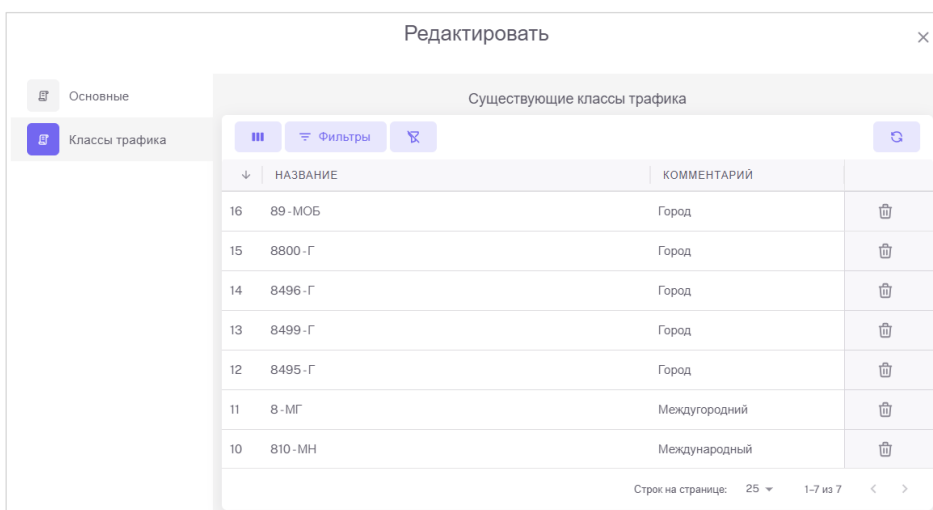 Редактировать
Основные
Классы трафика
Существующие классы трафика
Фильтры
НАЗВАНИЕ КОММЕНТАРИЙ
16 89-МОБ Город
15 8800-Г Город
14 8496-Г Город
13 8499-Г Город
12 8495-Г Город
11 8-МГ Междугородний
10 810-МН Международный
Строк на странице: 25 1–7 из 7